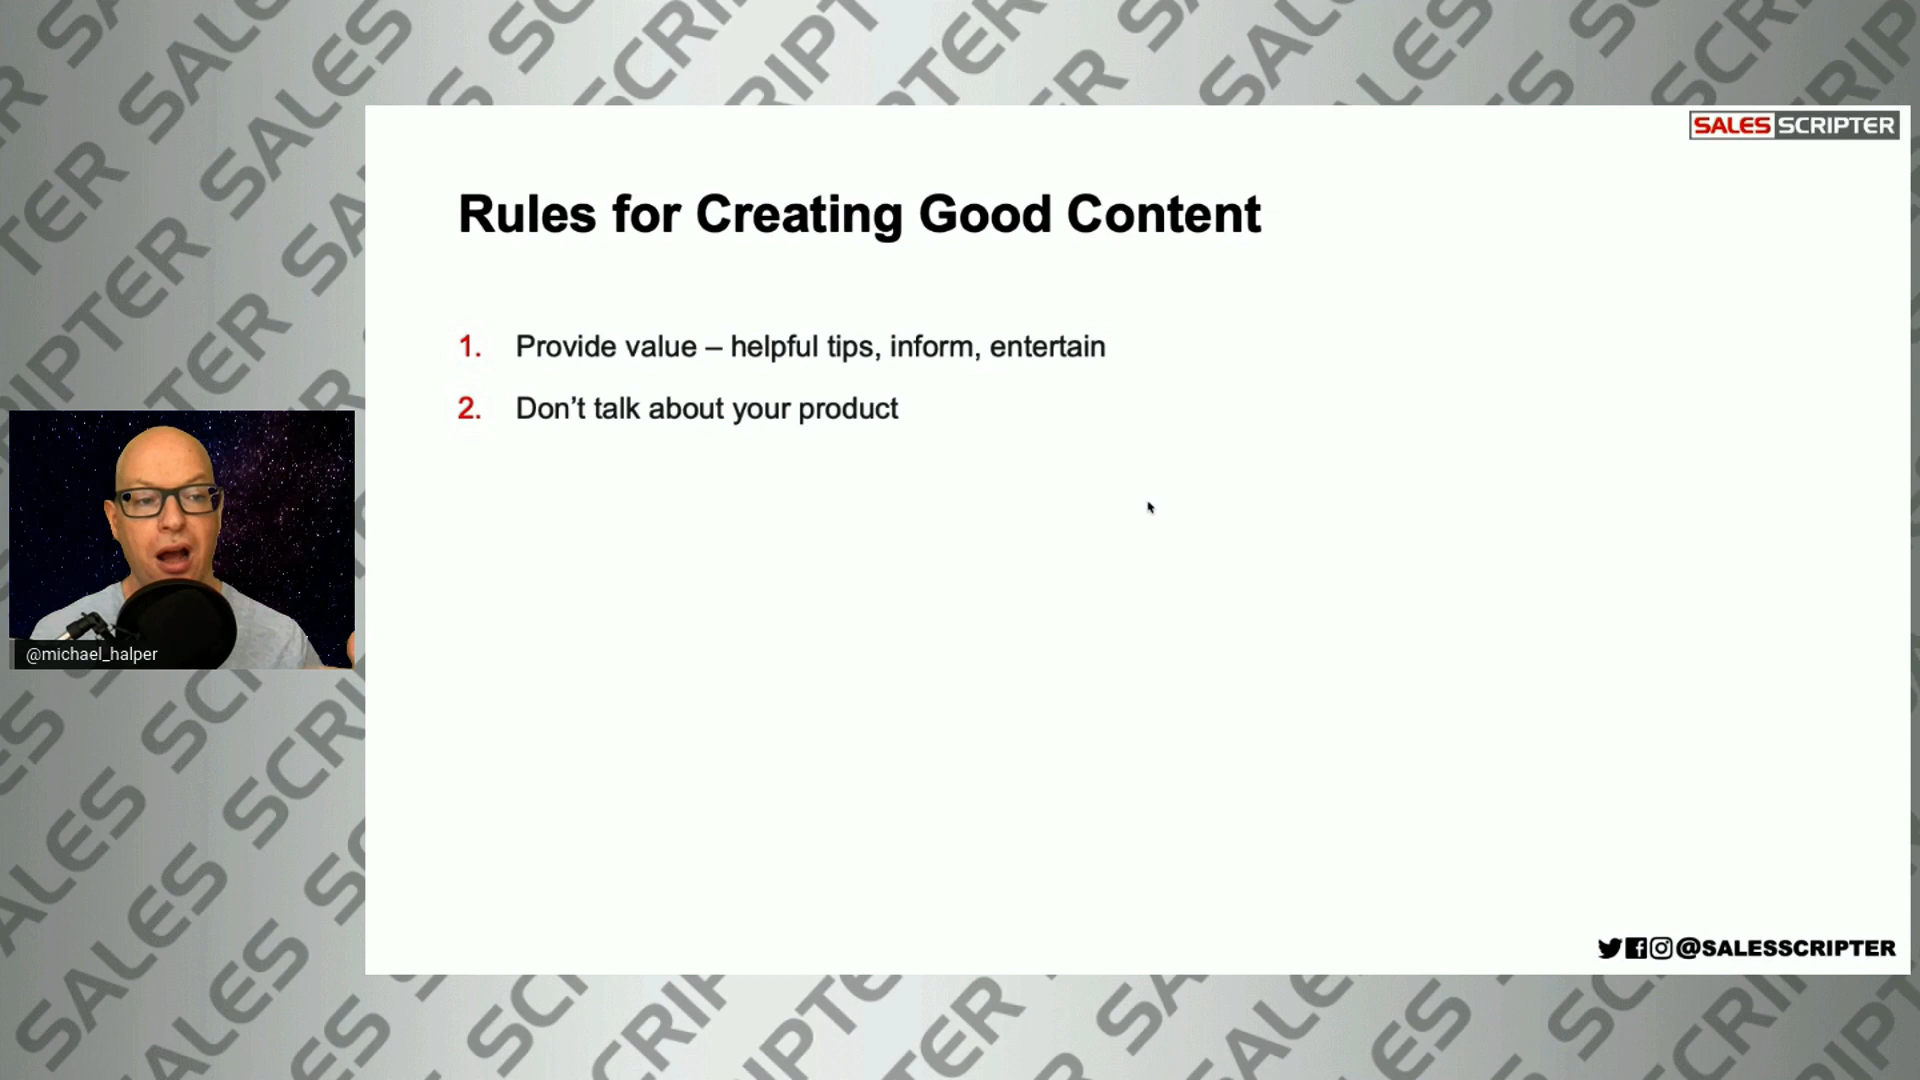 SALES SCRIPTER
Rules for Creating Good Content
1. Provide value – helpful tips, inform, entertain
2. Don’t talk about your product
@michael_halper
@SALESSCRIPTER